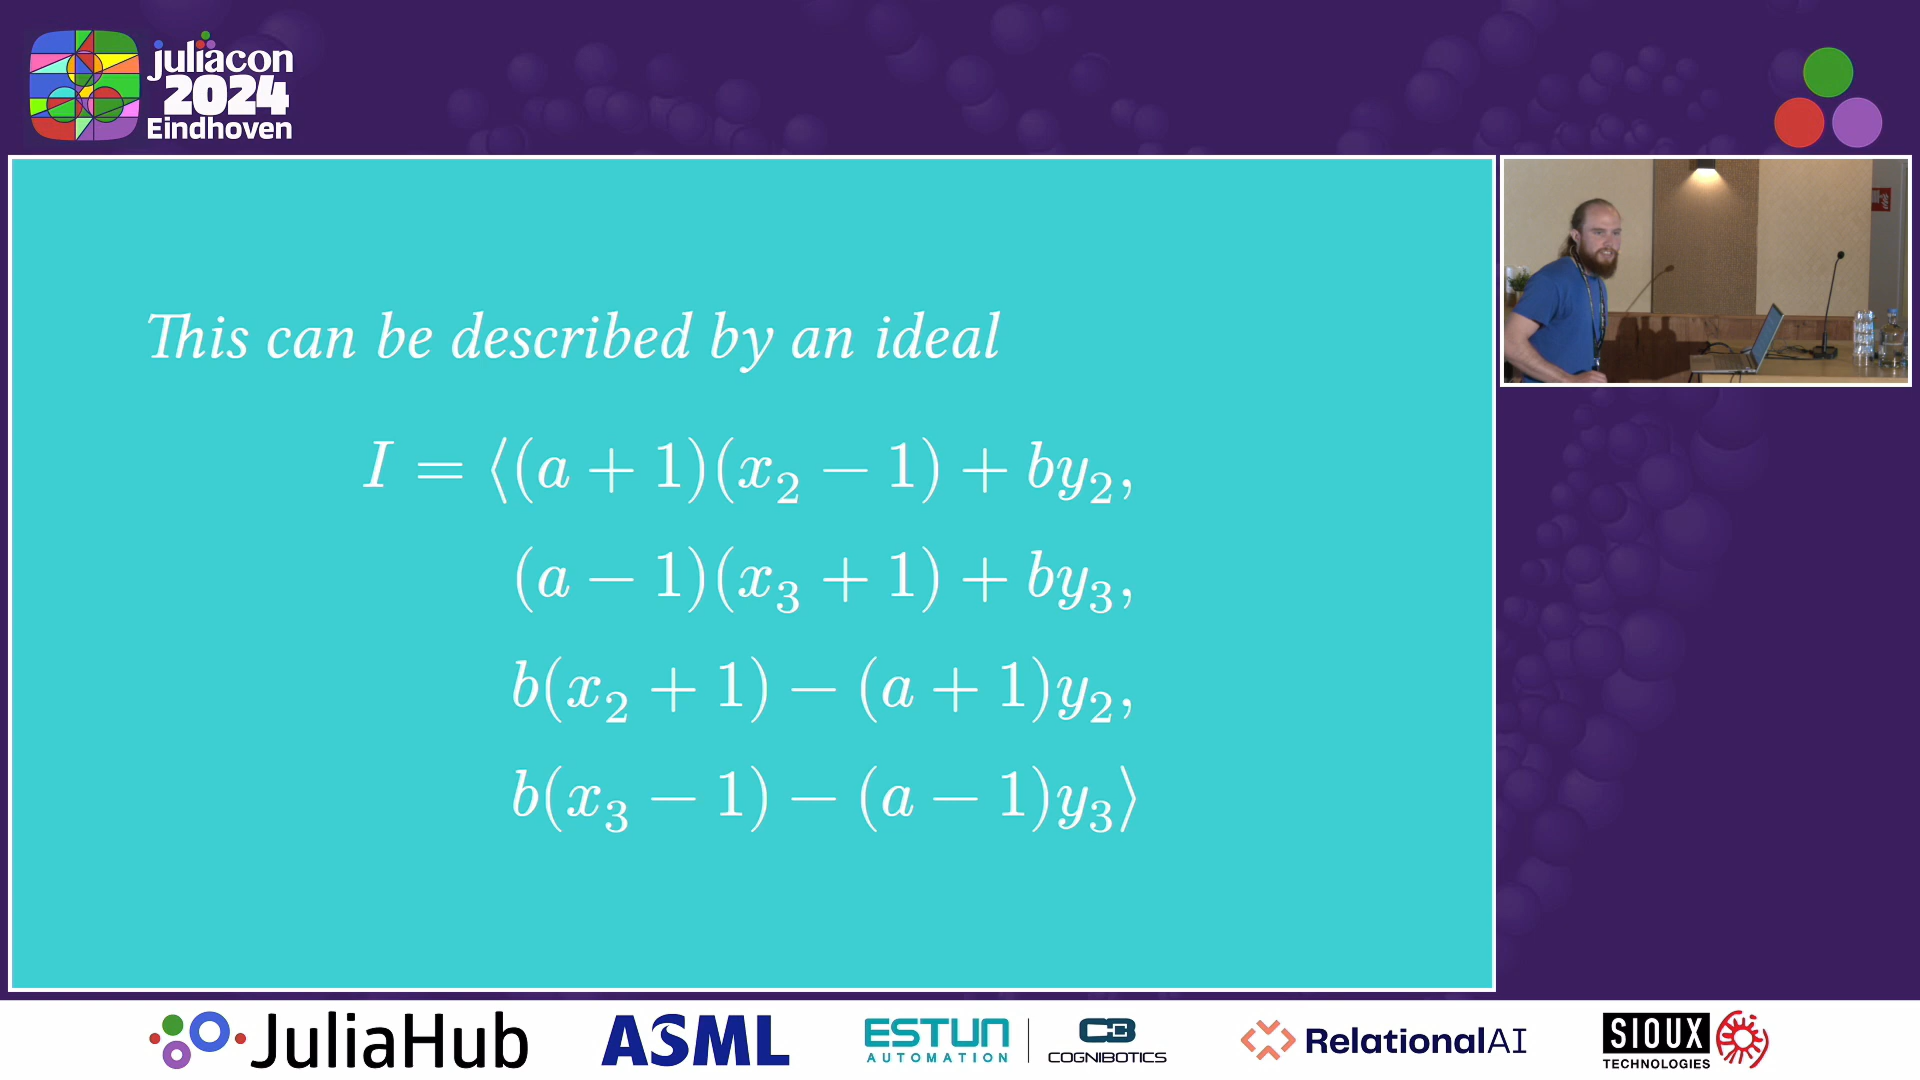 juliacon
2024
Eindhoven
This can be described by an ideal
I = ⟨(a + 1)(x₂ − 1) + by₂,
(a − 1)(x₃ + 1) + by₃,
b(x₂ + 1) − (a + 1)y₂,
b(x₃ − 1) − (a − 1)y₃⟩
JuliaHub
ASML
ESTUN
AUTOMATION
COGNIBOTICS
RelationalAI
SIOUX
TECHNOLOGIES